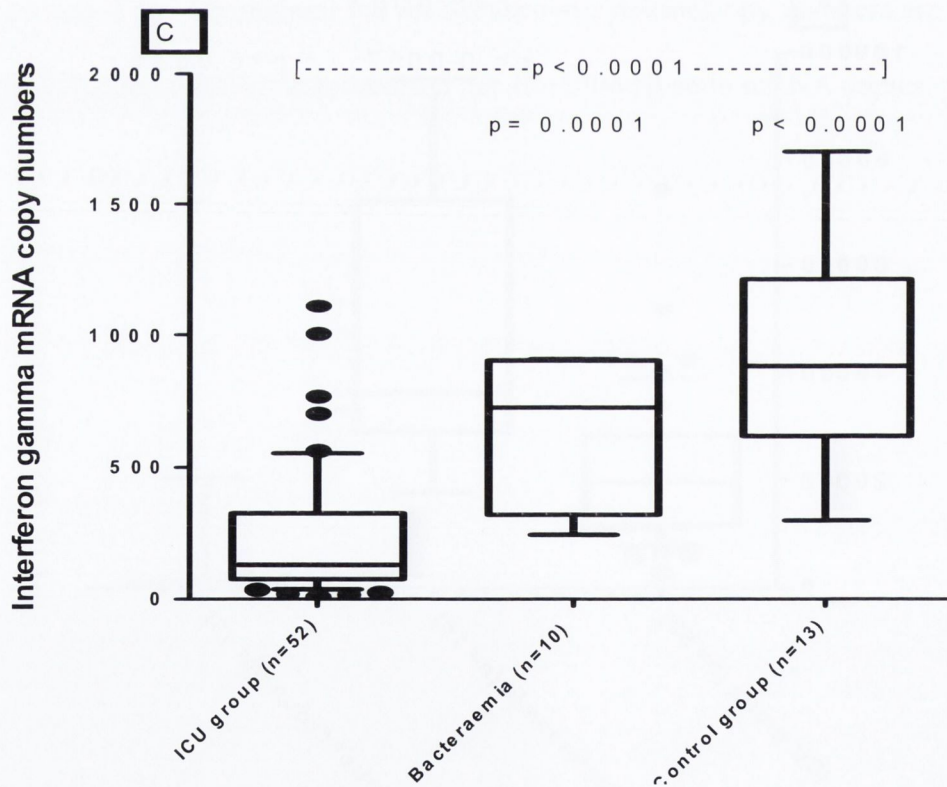 C
Interferon gamma mRNA copy numbers
2000
1500
1000
500
0
[-----------------p<0.0001--------------]
p= 0.0001
p< 0.0001
ICU group (n=52)
Bacteraemia (n=10)
Control group (n=13)